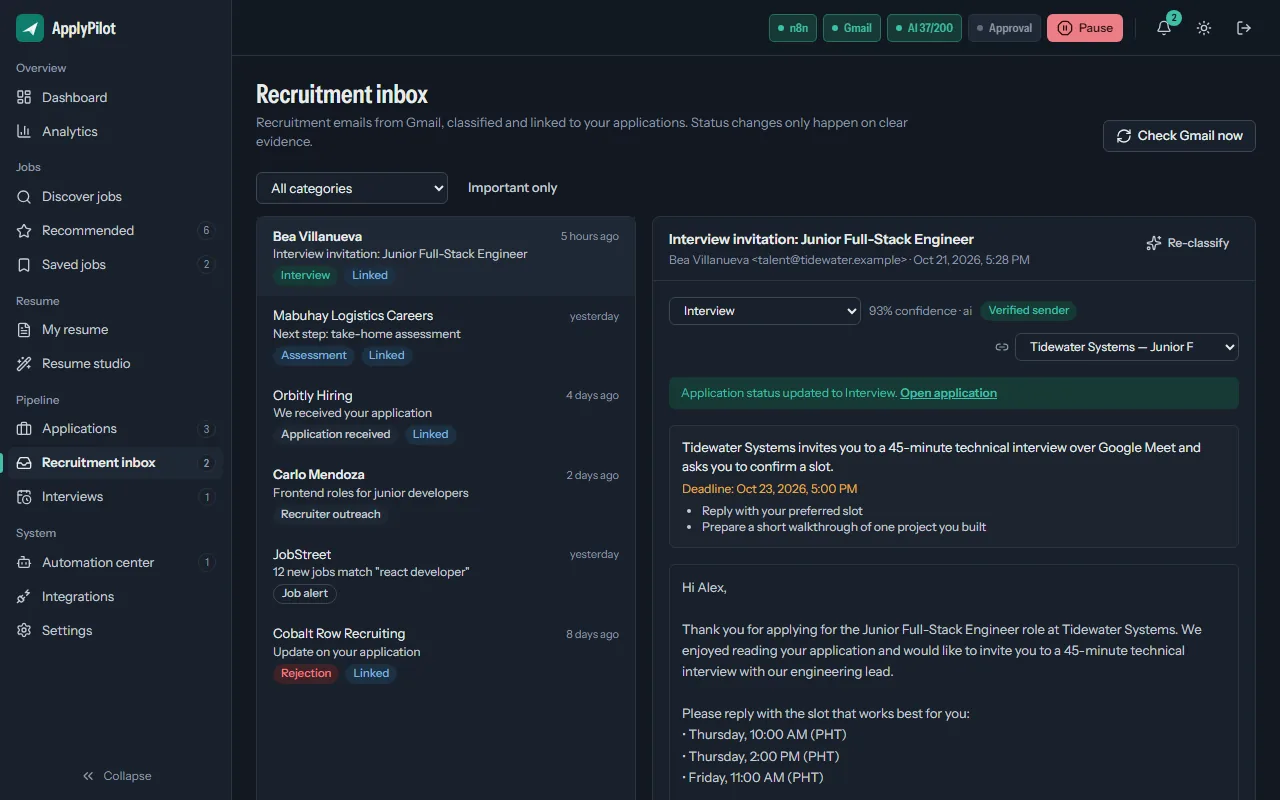 ApplyPilot
n8n
Gmail
AI 37/200
Approval
Pause
2
Overview
Dashboard
Analytics
Jobs
Discover jobs
Recommended 6
Saved jobs 2
Resume
My resume
Resume studio
Pipeline
Applications 3
Recruitment inbox 2
Interviews 1
System
Automation center 1
Integrations
Settings
Collapse
Recruitment inbox
Recruitment emails from Gmail, classified and linked to your applications. Status changes only happen on clear
evidence.
Check Gmail now
All categories
Important only
Bea Villanueva 5 hours ago
Interview invitation: Junior Full-Stack Engineer
Interview Linked
Mabuhay Logistics Careers yesterday
Next step: take-home assessment
Assessment Linked
Orbitly Hiring 4 days ago
We received your application
Application received Linked
Carlo Mendoza 2 days ago
Frontend roles for junior developers
Recruiter outreach
JobStreet yesterday
12 new jobs match "react developer"
Job alert
Cobalt Row Recruiting 8 days ago
Update on your application
Rejection Linked
Interview invitation: Junior Full-Stack Engineer
Bea Villanueva <talent@tidewater.example> · Oct 21, 2026, 5:28 PM
Re-classify
Interview
93% confidence · ai
Verified sender
Tidewater Systems — Junior F
Application status updated to Interview. Open application
Tidewater Systems invites you to a 45-minute technical interview over Google Meet and
asks you to confirm a slot.
Deadline: Oct 23, 2026, 5:00 PM
• Reply with your preferred slot
• Prepare a short walkthrough of one project you built
Hi Alex,
Thank you for applying for the Junior Full-Stack Engineer role at Tidewater Systems. We
enjoyed reading your application and would like to invite you to a 45-minute technical
interview with our engineering lead.
Please reply with the slot that works best for you:
• Thursday, 10:00 AM (PHT)
• Thursday, 2:00 PM (PHT)
• Friday, 11:00 AM (PHT)